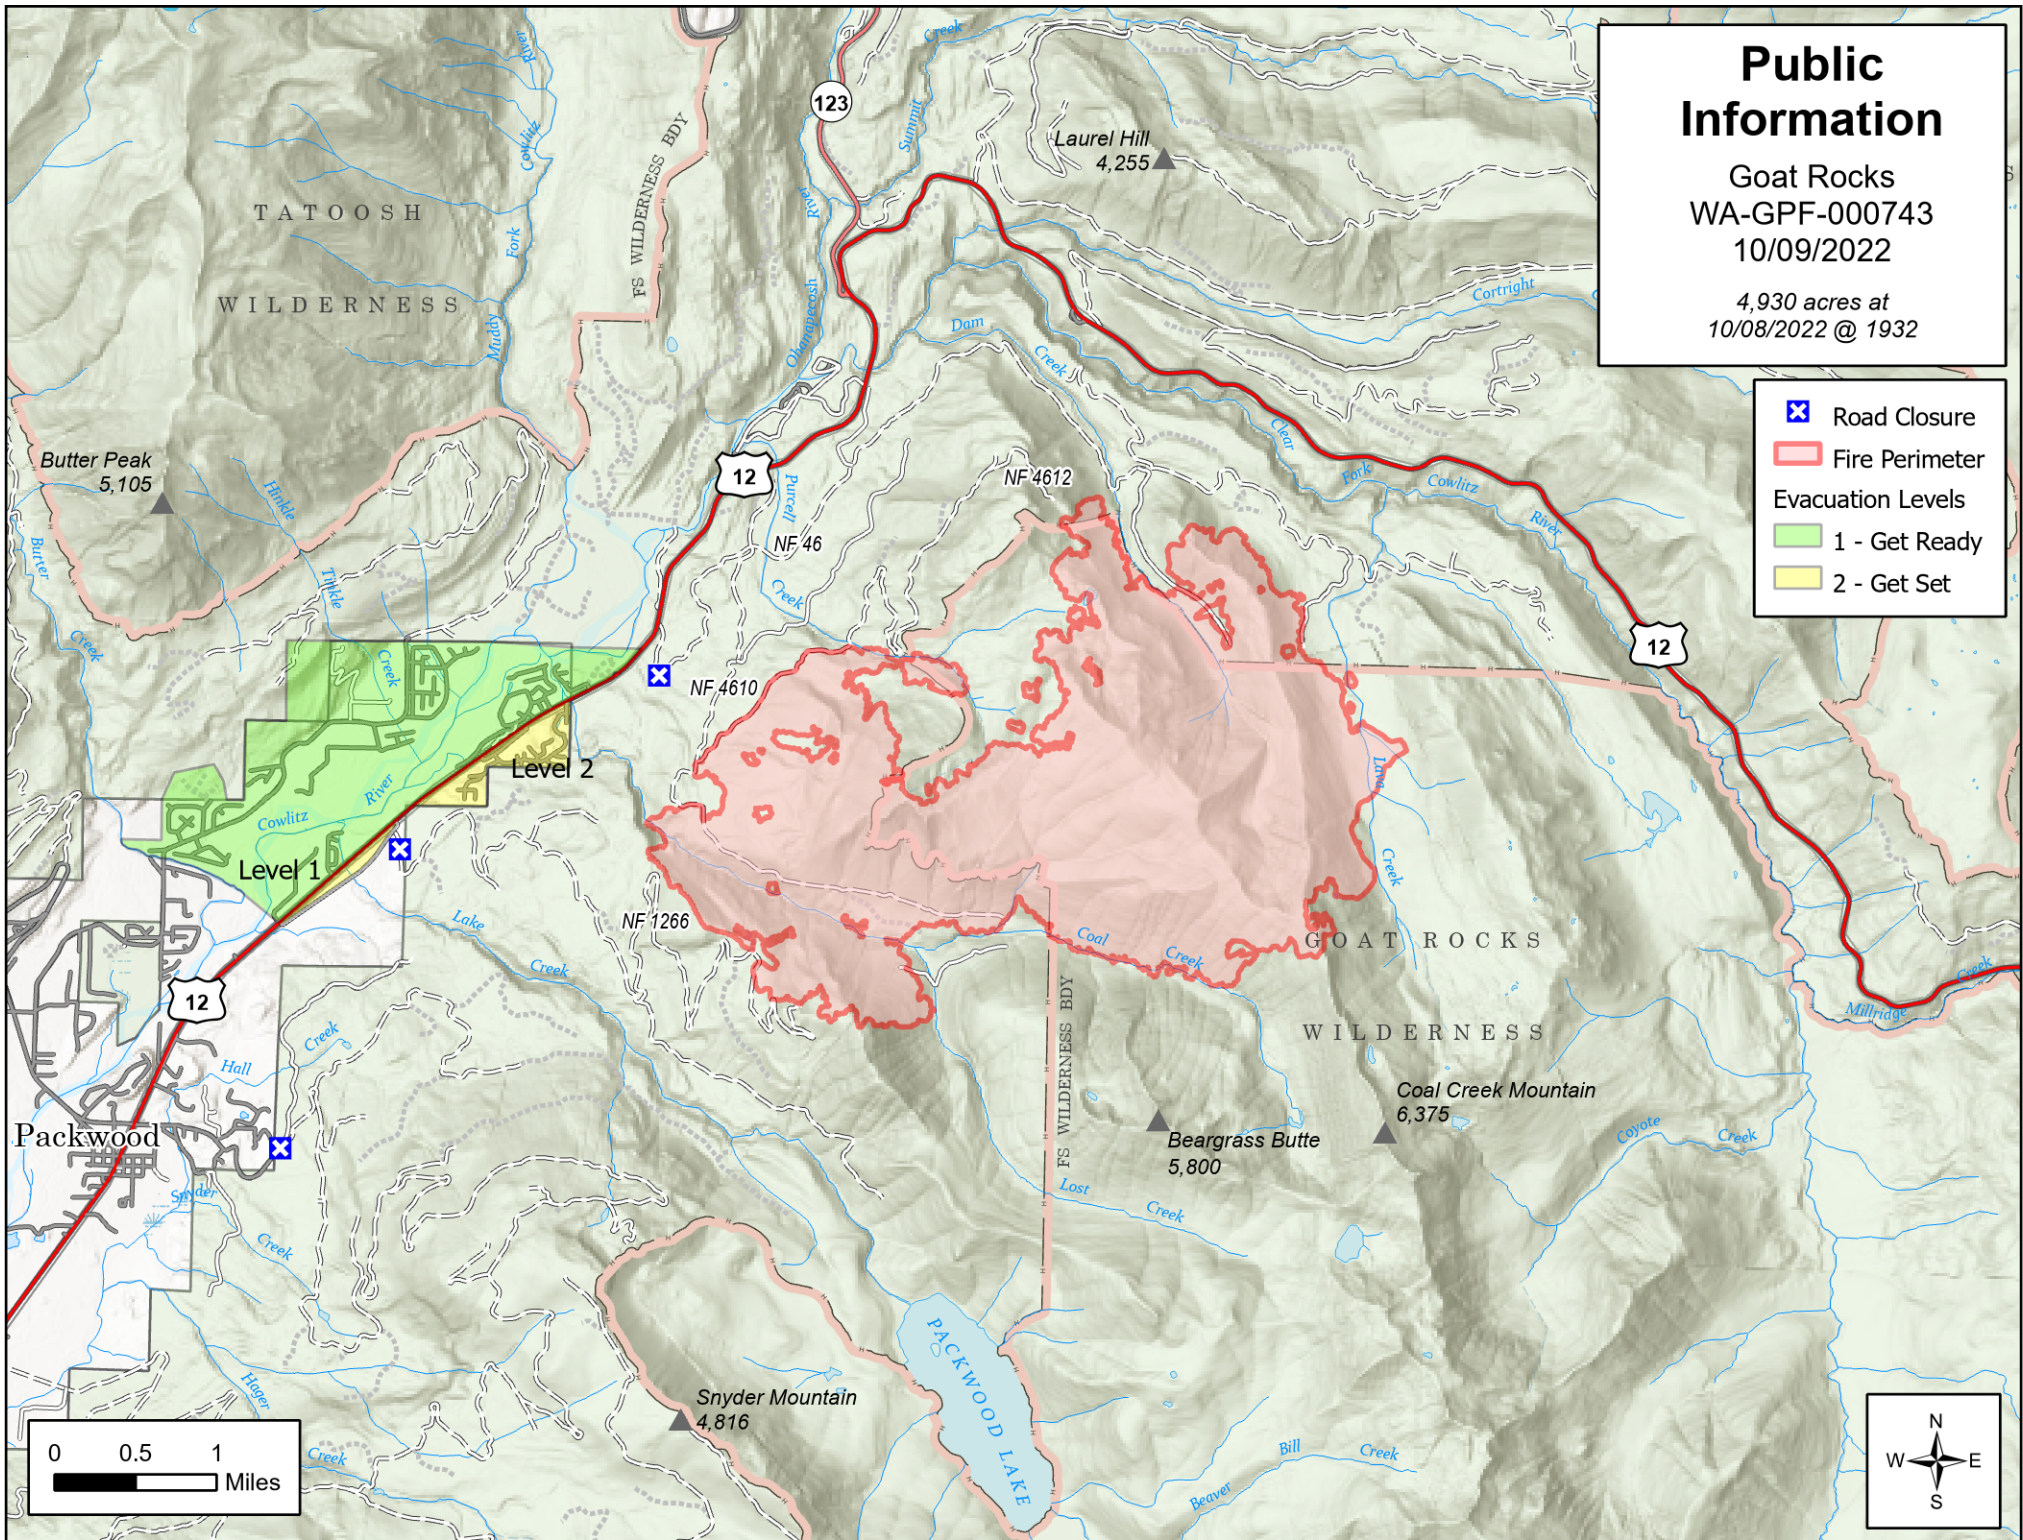 Public
Information
Goat Rocks
WA-GPF-000743
10/09/2022
4,930 acres at
10/08/2022 @ 1932
Road Closure
Fire Perimeter
Evacuation Levels
1 - Get Ready
2 - Get Set
River
Creek
Cowlitz
Fork
Muddy
TATOOSH
WILDERNESS
FS WILDERNESS BDY
123
Summit
River
Ohanapecosh
Laurel Hill
4,255
Cortright
Dam
Creek
Clear
Fork
Cowlitz
River
Butter Peak
5,105
Hinkle
Tinkle
Creek
Butter
Creek
12
Purcell
Creek
NF 46
NF 4612
NF 4610
12
Level 2
Cowlitz
River
Level 1
Lava
Creek
NF 1266
Lake
Creek
Coal
Creek
GOAT ROCKS
WILDERNESS
FS WILDERNESS BDY
Creek
Millridge
12
Hall
Creek
Packwood
Coal Creek Mountain
6,375
Beargrass Butte
5,800
Coyote
Creek
Lost
Creek
Snyder
Creek
Hager
Creek
Snyder Mountain
4,816
PACKWOOD LAKE
Bill
Creek
Beaver
0 0.5 1
Miles
N
W E
S